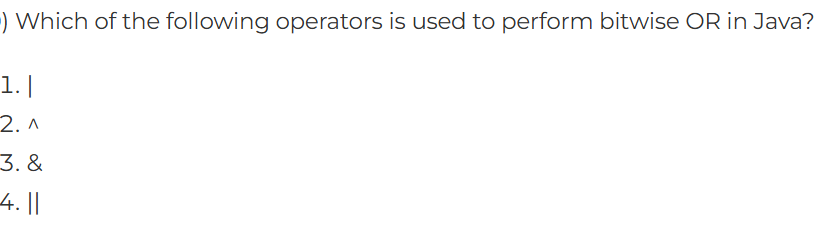 ) Which of the following operators is used to perform bitwise OR in Java?
1. |
2. ^
3. &
4. ||